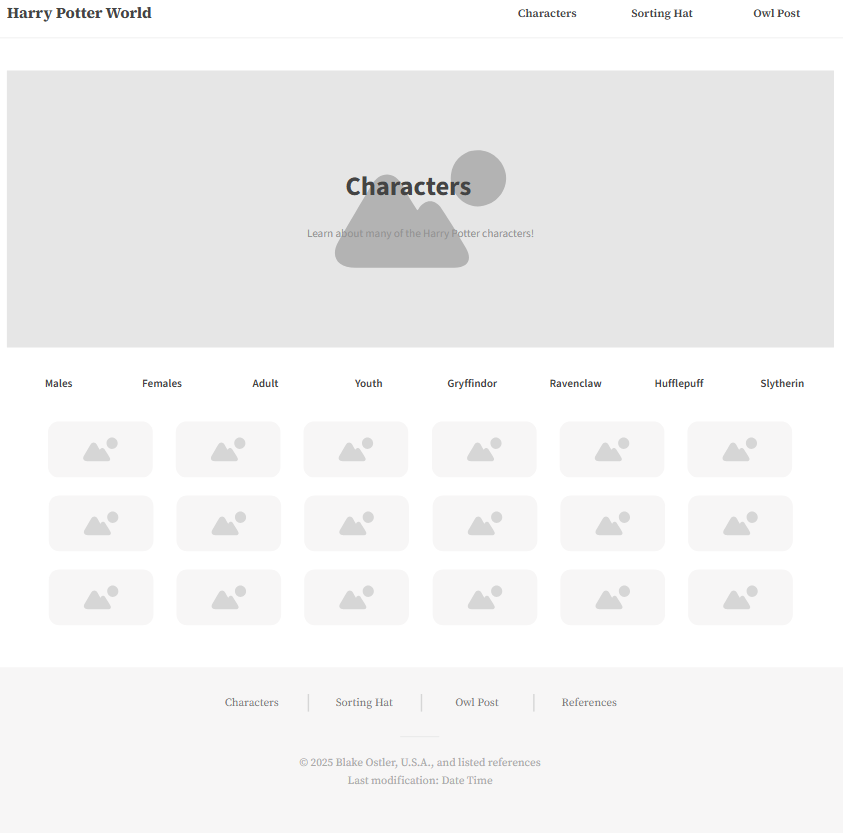 Harry Potter World Characters Sorting Hat Owl Post
Characters
Learn about many of the Harry Potter characters!
Males Females Adult Youth Gryffindor Ravenclaw Hufflepuff Slytherin
Characters Sorting Hat Owl Post References
© 2025 Blake Ostler, U.S.A., and listed references
Last modification: Date Time